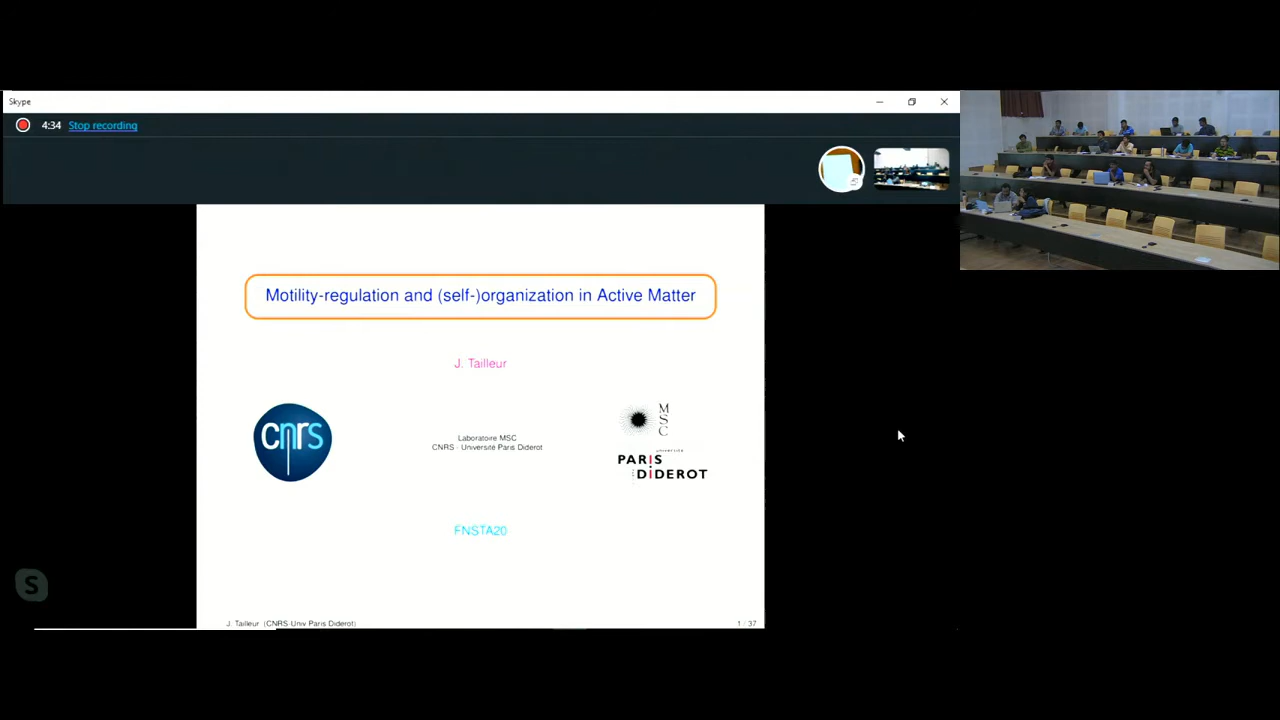 Skype
4:34 Stop recording
Motility-regulation and (self-)organization in Active Matter
J. Tailleur
cnrs
Laboratoire MSC
CNRS - Université Paris Diderot
M
S
C
université
PARIS
DIDEROT
FNSTA20
S
J. Tailleur (CNRS-Univ Paris Diderot)
1 / 37